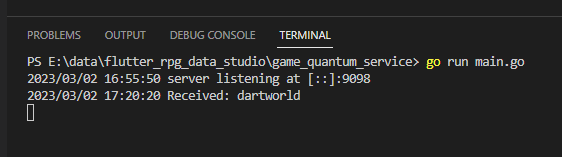 PROBLEMS OUTPUT DEBUG CONSOLE TERMINAL
PS E:\data\flutter_rpg_data_studio\game_quantum_service> go run main.go
2023/03/02 16:55:50 server listening at [::]:9098
2023/03/02 17:20:20 Received: dartworld